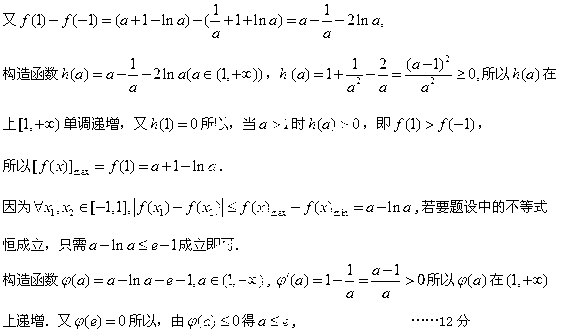 又 f(1) − f(−1) = (a + 1 − ln a) − (1/a + 1 + ln a) = a − 1/a − 2 ln a,
构造函数 h(a) = a − 1/a − 2 ln a (a ∈ (1, +∞)), h'(a) = 1 + 1/a² − 2/a = (a − 1)²/a² ≥ 0, 所以 h(a) 在
上 [1, +∞) 单调递增，又 h(1) = 0 所以，当 a > 1 时 h(a) > 0，即 f(1) > f(−1)，
所以 [f(x)]max = f(1) = a + 1 − ln a .
因为 ∀x₁, x₂ ∈ [−1,1], |f(x₁) − f(x₂)| ≤ f(x)max − f(x)min = a − ln a , 若要题设中的不等式
恒成立，只需 a − ln a ≤ e − 1 成立即可.
构造函数 φ(a) = a − ln a − e − 1, a ∈ (1, +∞) , φ'(a) = 1 − 1/a = (a − 1)/a > 0 所以 φ(a) 在 (1, +∞)
上递增. 又 φ(e) = 0 所以，由 φ(a) ≤ 0 得 a ≤ e , ……12 分